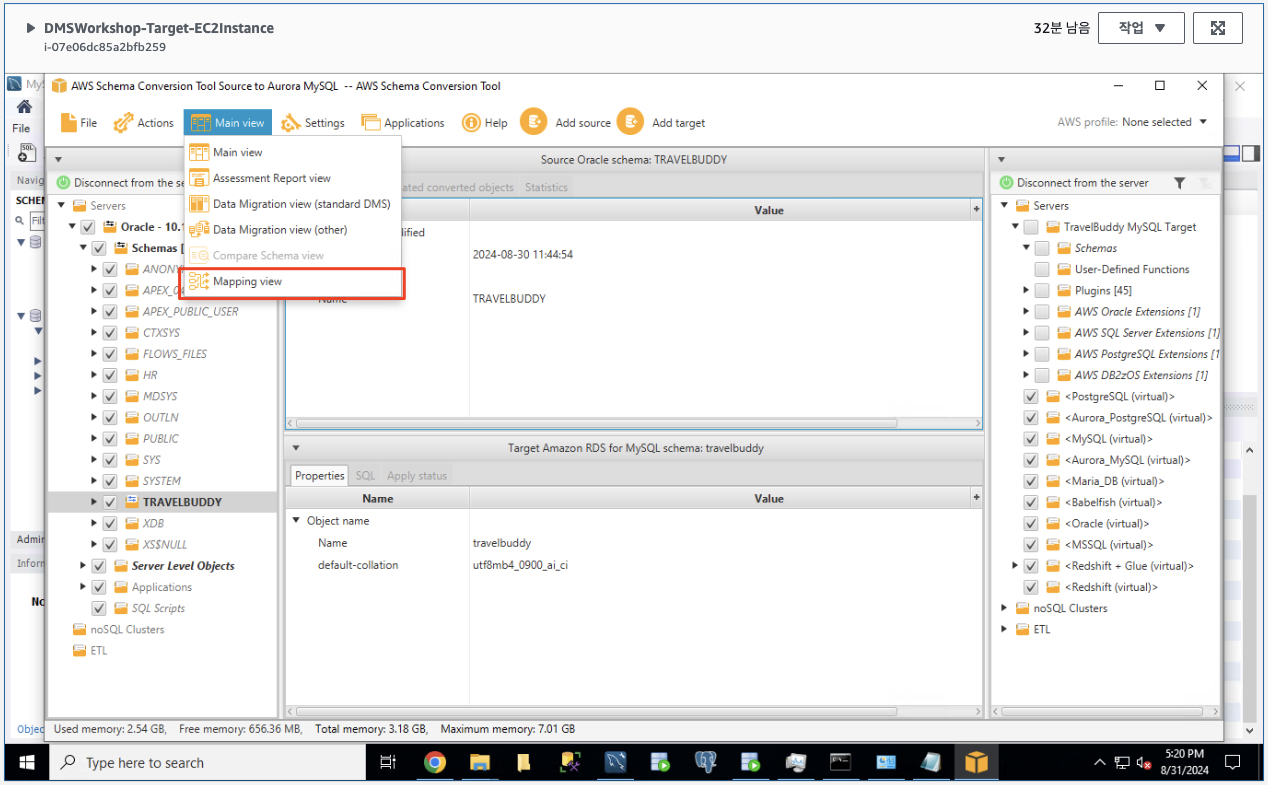 DMSWorkshop-Target-EC2Instance
i-07e06dc85a2bfb259
32분 남음
작업
AWS Schema Conversion Tool Source to Aurora MySQL -- AWS Schema Conversion Tool
File
File Actions Main view Settings Applications Help Add source Add target
AWS profile: None selected
Main view
Assessment Report view
Data Migration view (standard DMS)
Data Migration view (other)
Compare Schema view
Mapping view
Navig
SCHEM
Disconnect from the se
Servers
Oracle - 10.1
Schemas [
ANONY
APEX_0
APEX_PUBLIC_USER
CTXSYS
FLOWS_FILES
HR
MDSYS
OUTLN
PUBLIC
SYS
SYSTEM
TRAVELBUDDY
XDB
XS$NULL
Server Level Objects
Applications
SQL Scripts
noSQL Clusters
ETL
Source Oracle schema: TRAVELBUDDY
ated converted objects Statistics
Value
dified
2024-08-30 11:44:54
Name TRAVELBUDDY
Target Amazon RDS for MySQL schema: travelbuddy
Properties SQL Apply status
Name Value
Object name
Name travelbuddy
default-collation utf8mb4_0900_ai_ci
Disconnect from the server
Servers
TravelBuddy MySQL Target
Schemas
User-Defined Functions
Plugins [45]
AWS Oracle Extensions [1]
AWS SQL Server Extensions [1]
AWS PostgreSQL Extensions [1
AWS DB2zOS Extensions [1]
<PostgreSQL (virtual)>
<Aurora_PostgreSQL (virtual)>
<MySQL (virtual)>
<Aurora_MySQL (virtual)>
<Maria_DB (virtual)>
<Babelfish (virtual)>
<Oracle (virtual)>
<MSSQL (virtual)>
<Redshift + Glue (virtual)>
<Redshift (virtual)>
noSQL Clusters
ETL
Admin
Inform
No
Objec
Used memory: 2.54 GB, Free memory: 656.36 MB, Total memory: 3.18 GB, Maximum memory: 7.01 GB
Type here to search
5:20 PM
8/31/2024